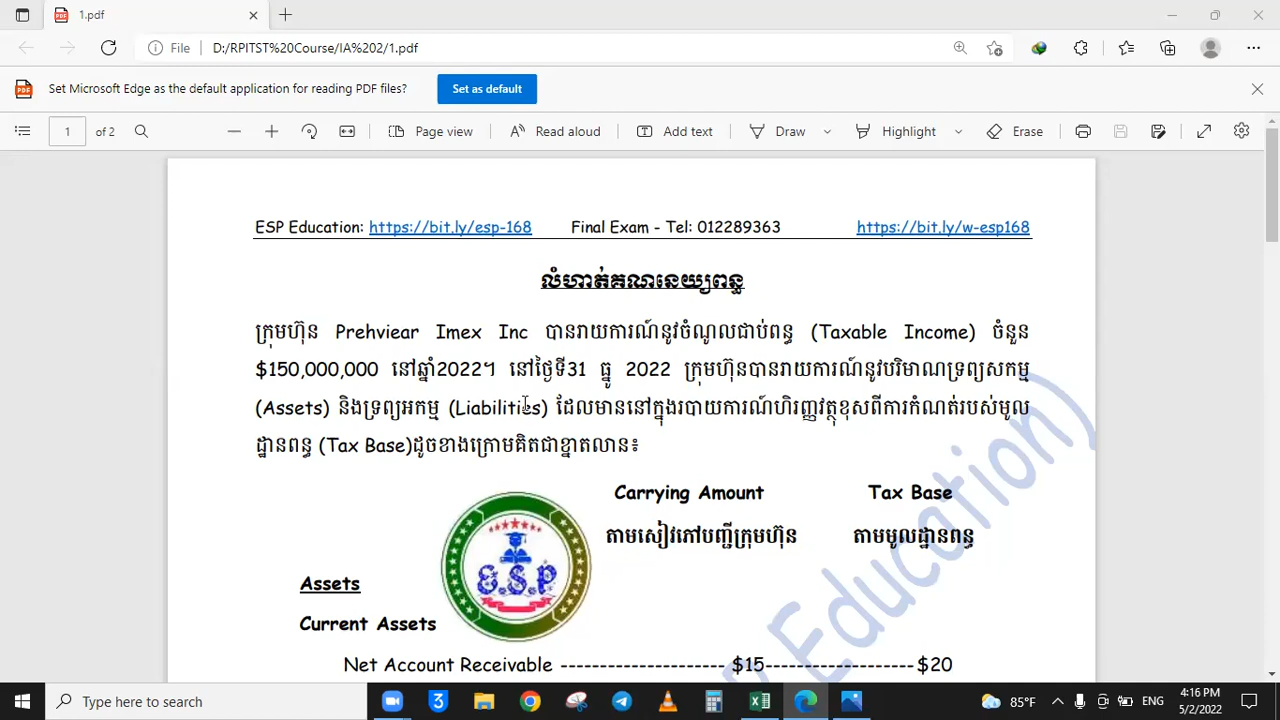 1.pdf
File D:/RPITST%20Course/IA%202/1.pdf
Set Microsoft Edge as the default application for reading PDF files? Set as default
1 of 2 Page view Read aloud Add text Draw Highlight Erase
ESP Education: https://bit.ly/esp-168 Final Exam - Tel: 012289363 https://bit.ly/w-esp168
លំហាត់គណនេយ្យពន្ធ
ក្រុមហ៊ុន Prehviear Imex Inc បានរាយការណ៍នូវចំណូលជាប់ពន្ធ (Taxable Income) ចំនួន
$150,000,000 នៅឆ្នាំ2022។ នៅថ្ងៃទី31 ធ្នូ 2022 ក្រុមហ៊ុនបានរាយការណ៍នូវបរិមាណទ្រព្យសកម្ម
(Assets) និងទ្រព្យអកម្ម (Liabilities) ដែលមាននៅក្នុងរបាយការណ៍ហិរញ្ញវត្ថុខុសពីការកំណត់របស់មូល
ដ្ឋានពន្ធ (Tax Base)ដូចខាងក្រោមគិតជាខ្នាតលាន៖
Carrying Amount Tax Base
តាមសៀវភៅបញ្ជីក្រុមហ៊ុន តាមមូលដ្ឋានពន្ធ
E.S.P
Education)
Assets
Current Assets
Net Account Receivable ---------------------- $15------------------- $20
Type here to search
85°F ENG 4:16 PM
5/2/2022